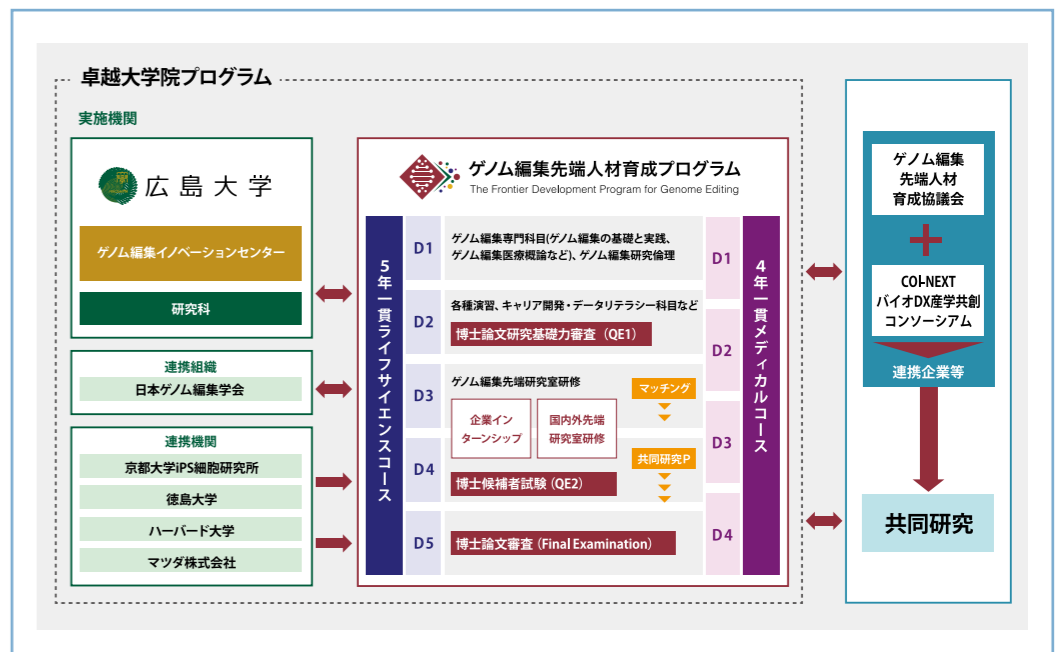 卓越大学院プログラム
実施機関
広島大学
ゲノム編集イノベーションセンター
研究科
連携組織
日本ゲノム編集学会
連携機関
京都大学iPS細胞研究所
徳島大学
ハーバード大学
マツダ株式会社
ゲノム編集先端人材育成プログラム
The Frontier Development Program for Genome Editing
5年一貫ライフサイエンスコース
D1
ゲノム編集専門科目(ゲノム編集の基礎と実践、
ゲノム編集医療概論など)、ゲノム編集研究倫理
D2
各種演習、キャリア開発・データリテラシー科目など
博士論文研究基礎力審査（QE1）
D3
ゲノム編集先端研究室研修
マッチング
企業イン
ターンシップ
国内外先端
研究室研修
D4
共同研究P
博士候補者試験（QE2）
D5
博士論文審査（Final Examination）
D1
D2
D3
D4
4年一貫メディカルコース
ゲノム編集
先端人材
育成協議会
COI-NEXT
バイオDX産学共創
コンソーシアム
連携企業等
共同研究